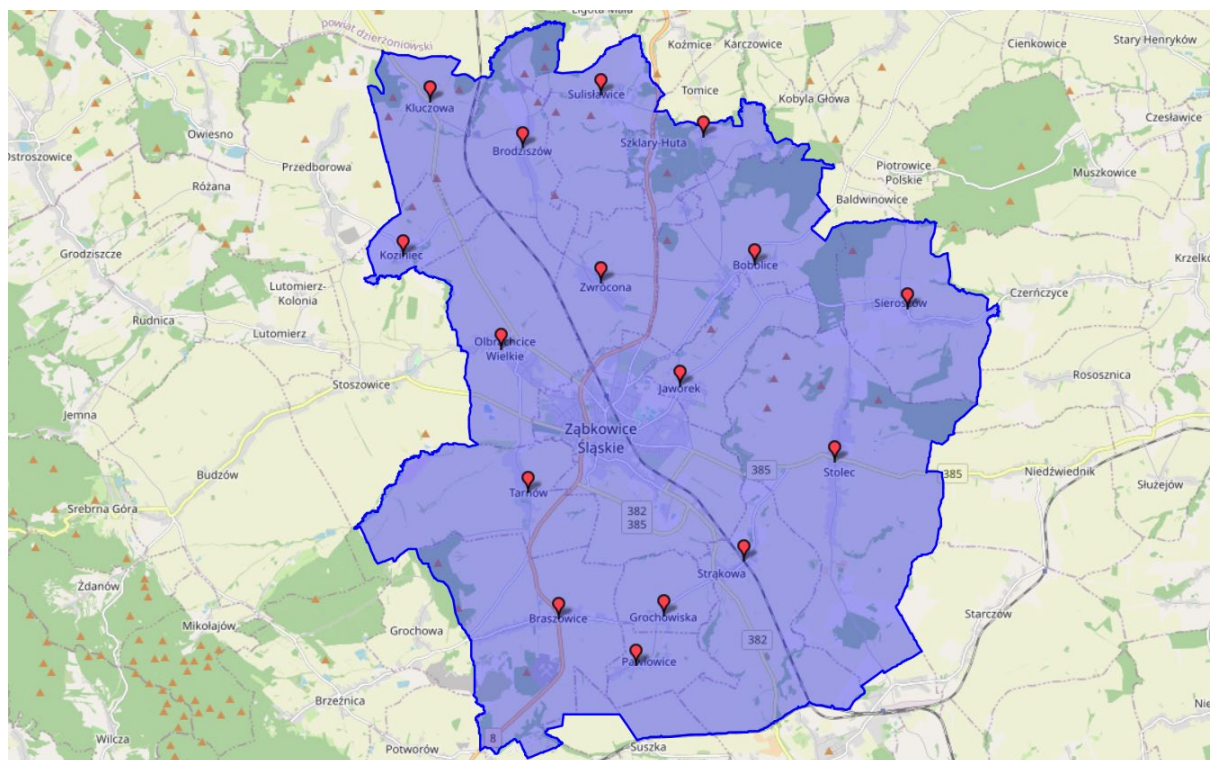 Ligota Mała
powiat dzierżoniowski
Koźmice
Karczowice
Cienkowice
Stary Henryków
Kluczowa
Sulisławice
Tomice
Kobyla Głowa
Czesławice
Owiesno
Brodziszów
Szklary-Huta
Ostroszowice
Przedborowa
Piotrowice
Polskie
Muszkowice
Różana
Baldwinowice
Grodziszcze
Koziniec
Bobolice
Krzelko
Lutomierz-
Kolonia
Zwrócona
Czerńczyce
Sieroszów
Rudnica
Lutomierz
Olbrachcice
Wielkie
Stoszowice
Jaworek
Rososznica
Jemna
Ząbkowice
Śląskie
Budzów
385
Stolec
385
Niedźwiednik
Służejów
Tarnów
Srebrna Góra
382
385
Żdanów
Strąkowa
Starczów
Mikołajów
Grochowa
Braszowice
Grochowiska
382
Pawłowice
Brzeźnica
Nie
Wilcza
8
Potworów
Suszka